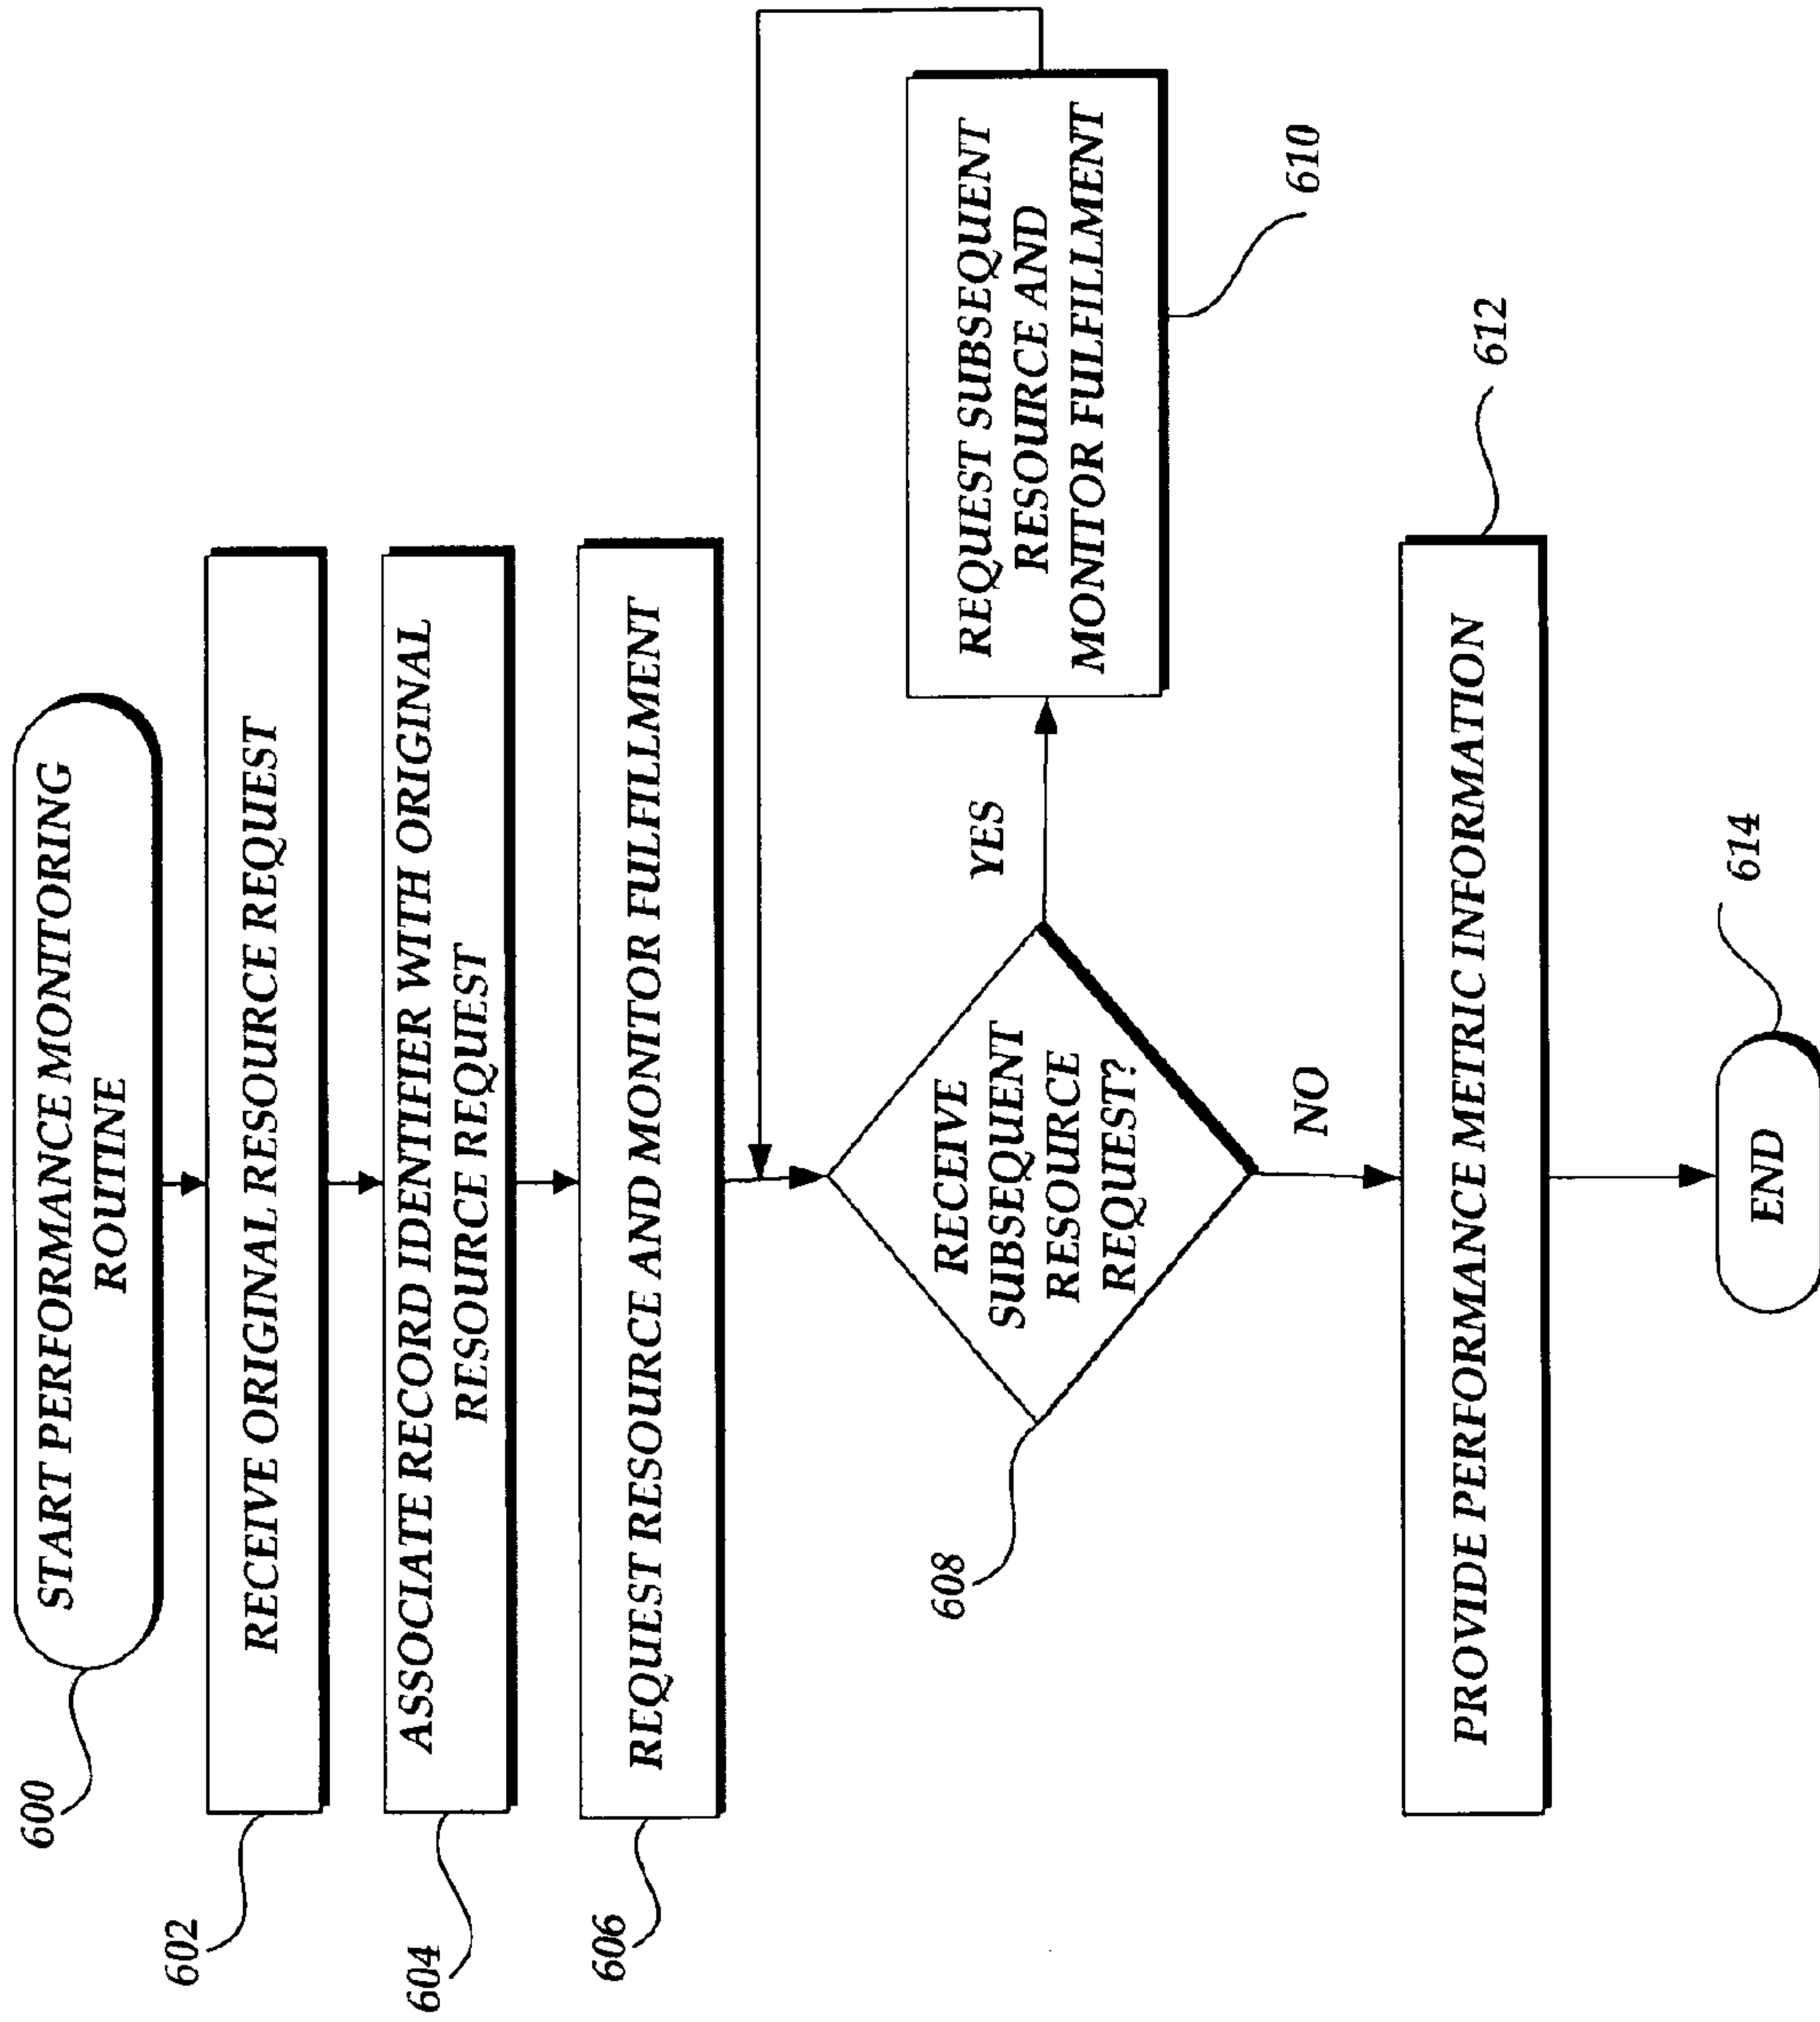 600
START PERFORMANCE MONITORING
ROUTINE
602
RECEIVE ORIGINAL RESOURCE REQUEST
604
ASSOCIATE RECORD IDENTIFIER WITH ORIGINAL
RESOURCE REQUEST
606
REQUEST RESOURCE AND MONITOR FULFILLMENT
608
RECEIVE
SUBSEQUENT
RESOURCE
REQUEST?
YES
REQUEST SUBSEQUENT
RESOURCE AND
MONITOR FULFILLMENT
610
NO
PROVIDE PERFORMANCE METRIC INFORMATION
612
END
614